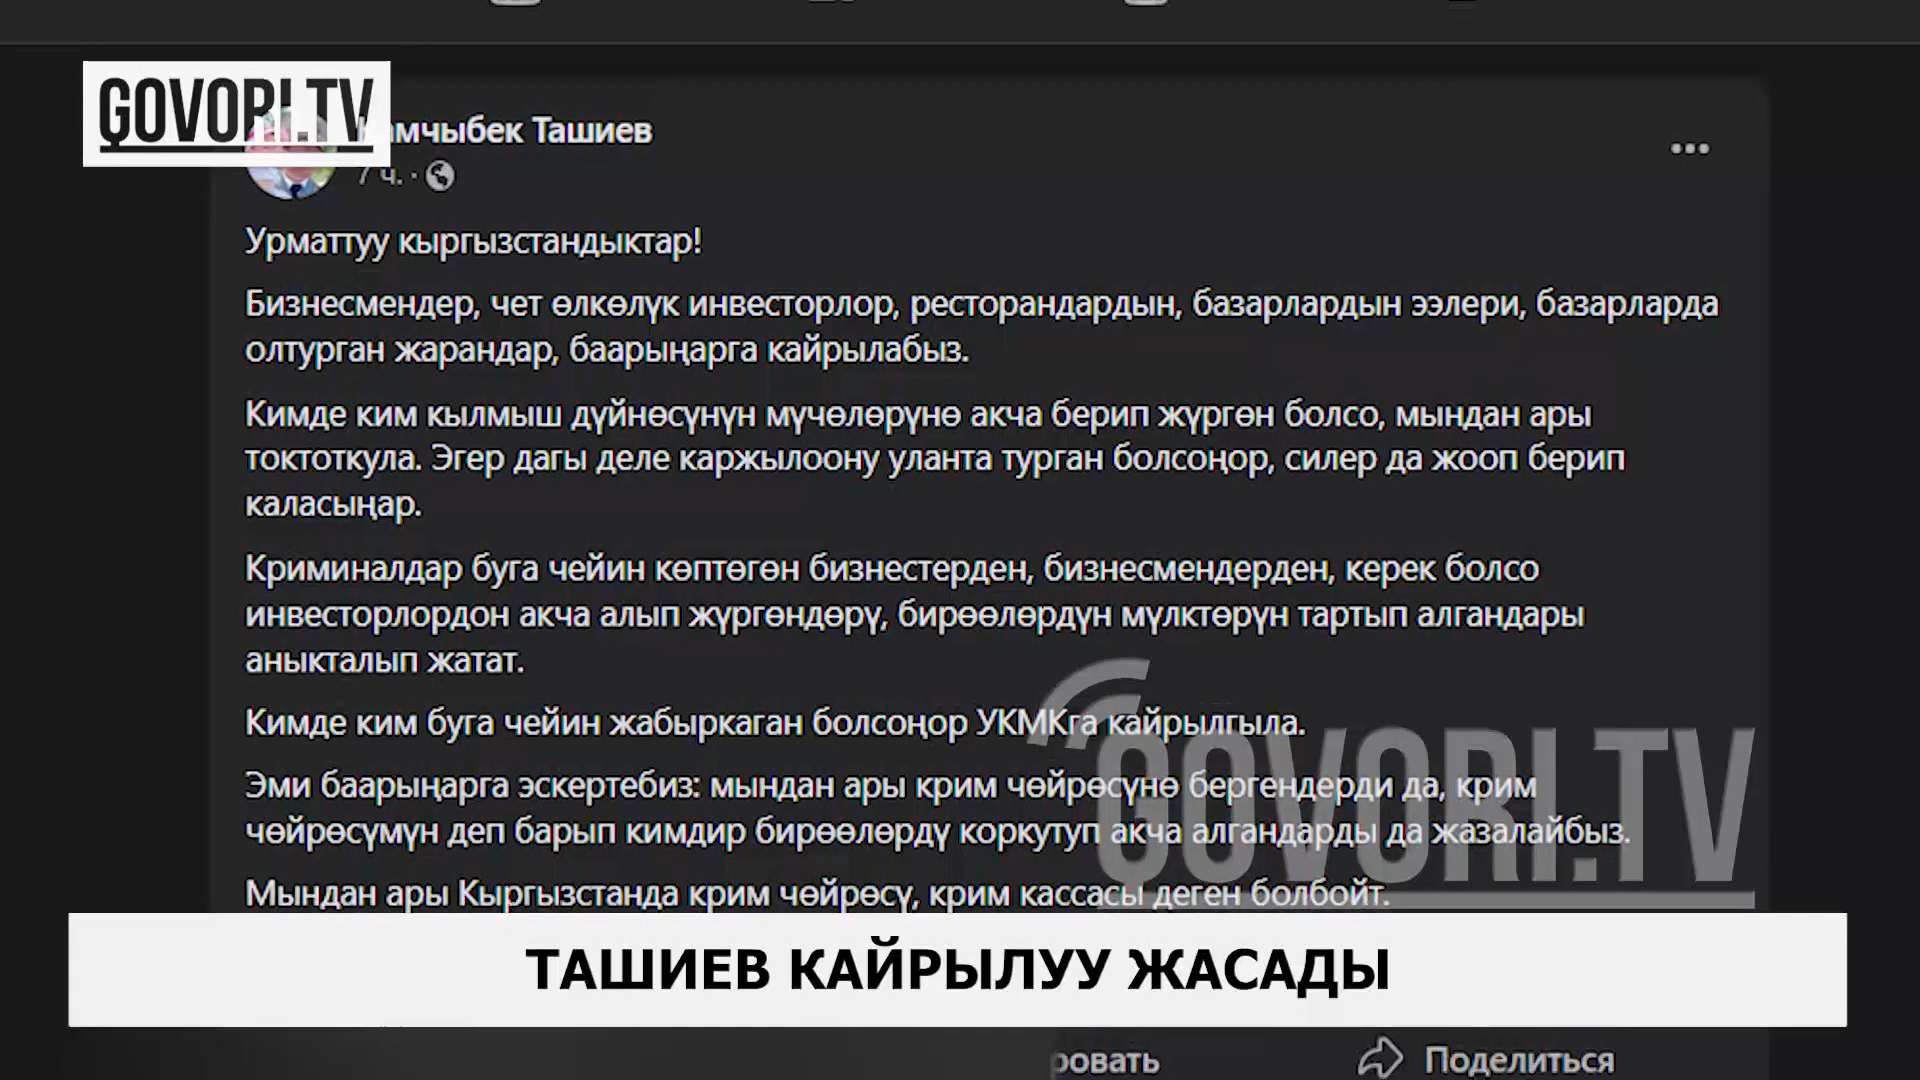 GOVORI.TV
Камчыбек Ташиев
7 ч.
Урматтуу кыргызстандыктар!
Бизнесмендер, чет өлкөлүк инвесторлор, ресторандардын, базарлардын ээлери, базарларда
олтурган жарандар, баарыңарга кайрылабыз.
Кимде ким кылмыш дүйнөсүнүн мүчөлөрүнө акча берип жүргөн болсо, мындан ары
токтоткула. Эгер дагы деле каржылоону уланта турган болсоңор, силер да жооп берип
каласыңар.
Криминалдар буга чейин көптөгөн бизнестерден, бизнесмендерден, керек болсо
инвесторлордон акча алып жүргөндөрү, бирөөлөрдүн мүлктөрүн тартып алгандары
аныкталып жатат.
Кимде ким буга чейин жабыркаган болсоңор УКМКга кайрылгыла.
Эми баарыңарга эскертебиз: мындан ары крим чөйрөсүнө бергендерди да, крим
чөйрөсүмүн деп барып кимдир бирөөлөрдү коркутуп акча алгандарды да жазалайбыз.
Мындан ары Кыргызстанда крим чөйрөсү, крим кассасы деген болбойт.
GOVORI.TV
ТАШИЕВ КАЙРЫЛУУ ЖАСАДЫ
ровать
Поделиться